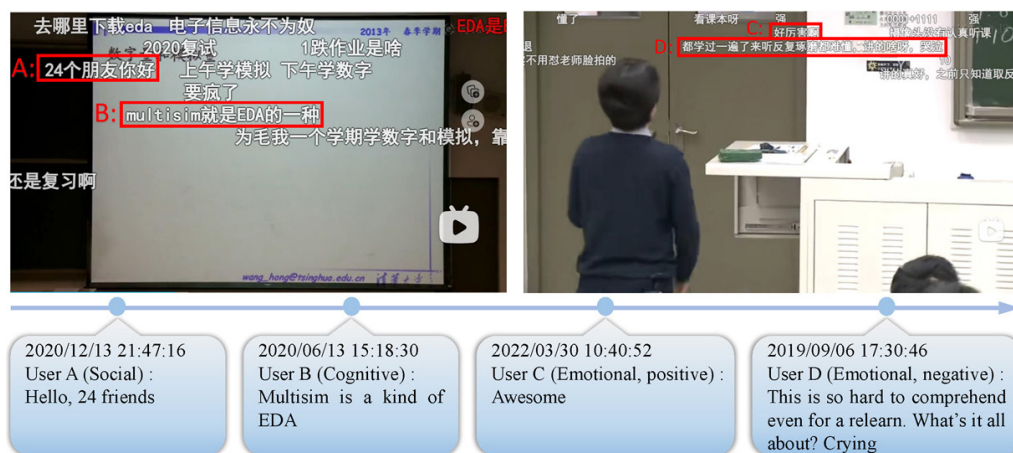 去哪里下载eda 电子信息永不为奴
2013年 春季学期
EDA是
2020复试
1跌作业是啥
A: 24个朋友你好
上午学模拟 下午学数字
要疯了
B: multisim就是EDA的一种
为毛我一个学期学数字和模拟，靠
还是复习啊
wang_hong@tsinghua.edu.cn
懂了
看课本呀
强
强
C: 好厉害啊
D: 都学过一遍了来听反复琢磨
不用怼老师脸拍的
讲的真好，之前只知道取反
2020/12/13 21:47:16
User A (Social) :
Hello, 24 friends
2020/06/13 15:18:30
User B (Cognitive) :
Multisim is a kind of
EDA
2022/03/30 10:40:52
User C (Emotional, positive) :
Awesome
2019/09/06 17:30:46
User D (Emotional, negative) :
This is so hard to comprehend
even for a relearn. What's it all
about? Crying